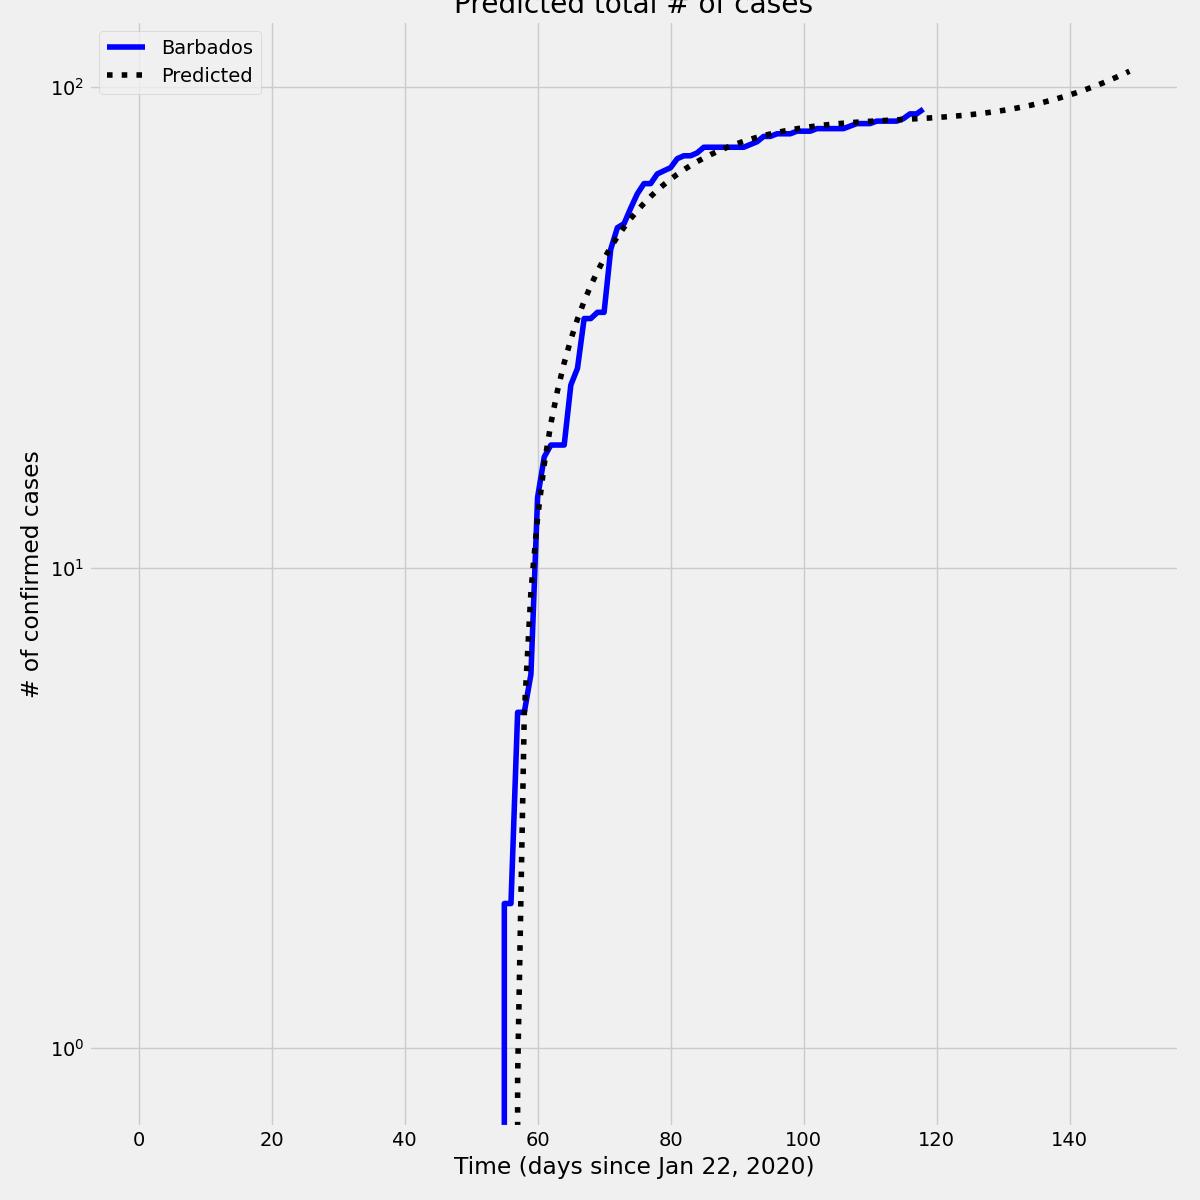 Predicted total # of cases
Barbados
Predicted
10²
10¹
10⁰
# of confirmed cases
0 20 40 60 80 100 120 140
Time (days since Jan 22, 2020)